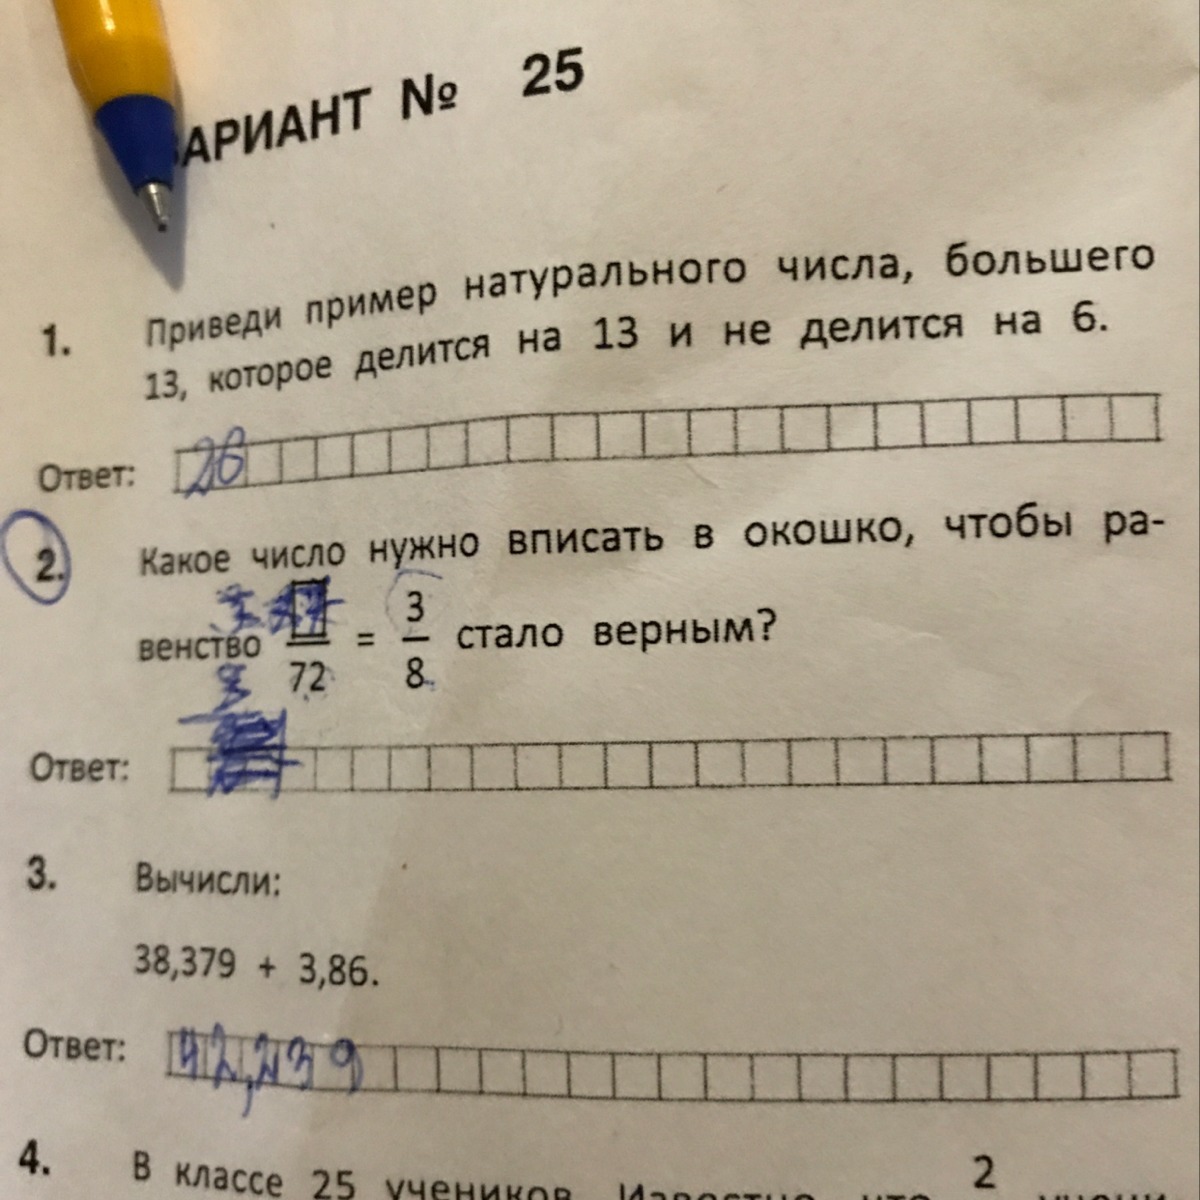 ВАРИАНТ № 25
1. Приведи пример натурального числа, большего
13, которое делится на 13 и не делится на 6.
Ответ: 26
2. Какое число нужно вписать в окошко, чтобы ра-
венство □/72 = 3/8 стало верным?
Ответ:
3. Вычисли:
38,379 + 3,86.
Ответ: 42,239
4. В классе 25 учеников. Известно, что 2